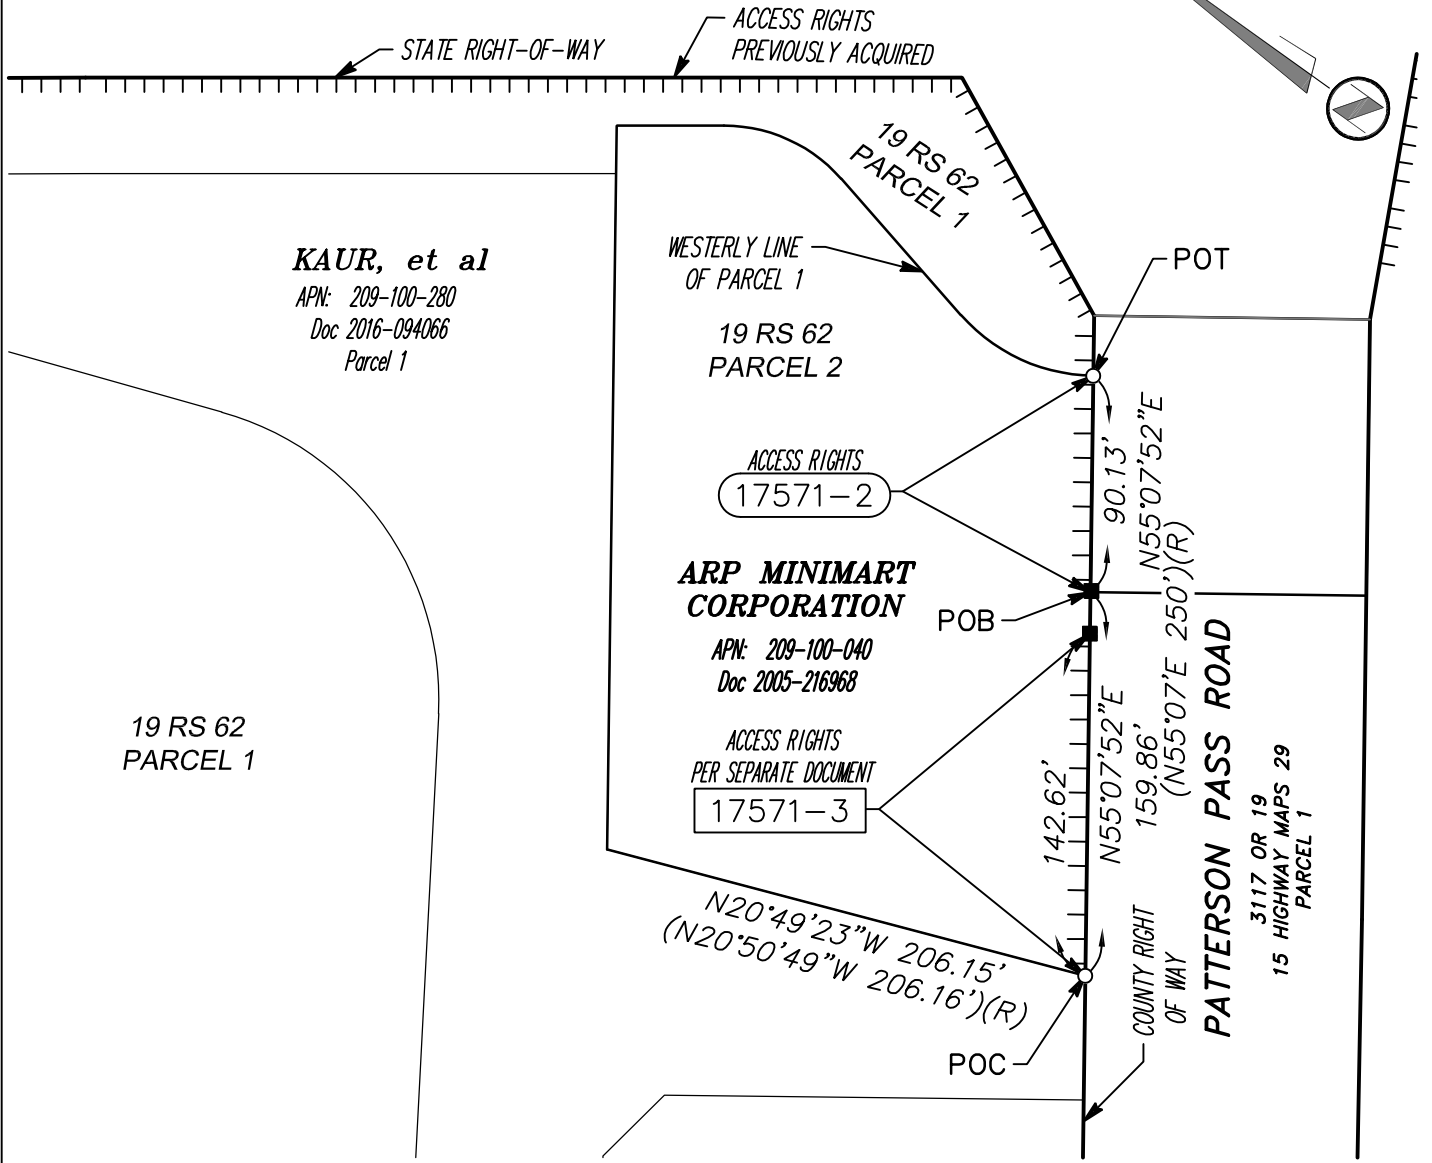 ACCESS RIGHTS
PREVIOUSLY ACQUIRED
STATE RIGHT-OF-WAY
19 RS 62
PARCEL 1
N
WESTERLY LINE
OF PARCEL 1
POT
KAUR, et al
APN: 209-100-280
Doc 2016-094066
Parcel 1
19 RS 62
PARCEL 2
ACCESS RIGHTS
17571-2
90.13'
N55°07'52"E
ARP MINIMART
CORPORATION
APN: 209-100-040
Doc 2005-216968
POB
19 RS 62
PARCEL 1
ACCESS RIGHTS
PER SEPARATE DOCUMENT
17571-3
142.62'
N55°07'52"E
159.86'
(N55°07'E 250')(R)
PATTERSON PASS ROAD
3117 OR 19
15 HIGHWAY MAPS 29
PARCEL 1
N20°49'23"W 206.15'
(N20°50'49"W 206.16')(R)
COUNTY RIGHT
OF WAY
POC